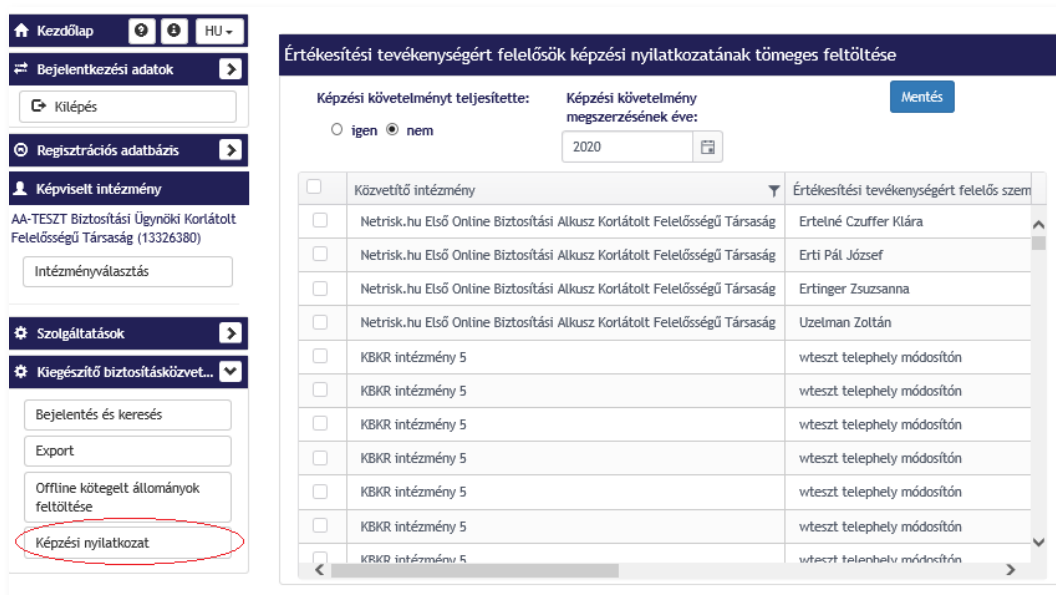 Kezdőlap
HU
Bejelentkezési adatok
Kilépés
Regisztrációs adatbázis
Képviselt intézmény
AA-TESZT Biztosítási Ügynöki Korlátolt
Felelősségű Társaság (13326380)
Intézményválasztás
Szolgáltatások
Kiegészítő biztosításközvet...
Bejelentés és keresés
Export
Offline kötegelt állományok
feltöltése
Képzési nyilatkozat
Értékesítési tevékenységért felelősök képzési nyilatkozatának tömeges feltöltése
Képzési követelményt teljesítette:
igen nem
Képzési követelmény
megszerzésének éve:
2020
Mentés
Közvetítő intézmény Értékesítési tevékenységért felelős szem
Netrisk.hu Első Online Biztosítási Alkusz Korlátolt Felelősségű Társaság Ertelné Czuffer Klára
Netrisk.hu Első Online Biztosítási Alkusz Korlátolt Felelősségű Társaság Erti Pál József
Netrisk.hu Első Online Biztosítási Alkusz Korlátolt Felelősségű Társaság Ertinger Zsuzsanna
Netrisk.hu Első Online Biztosítási Alkusz Korlátolt Felelősségű Társaság Uzelman Zoltán
KBKR intézmény 5 wteszt telephely módosítón
KBKR intézmény 5 wteszt telephely módosítón
KBKR intézmény 5 wteszt telephely módosítón
KBKR intézmény 5 wteszt telephely módosítón
KBKR intézmény 5 wteszt telephely módosítón
KBKR intézmény 5 wteszt telephely módosítón
KBKR intézmény 5 wteszt telephely módosítón